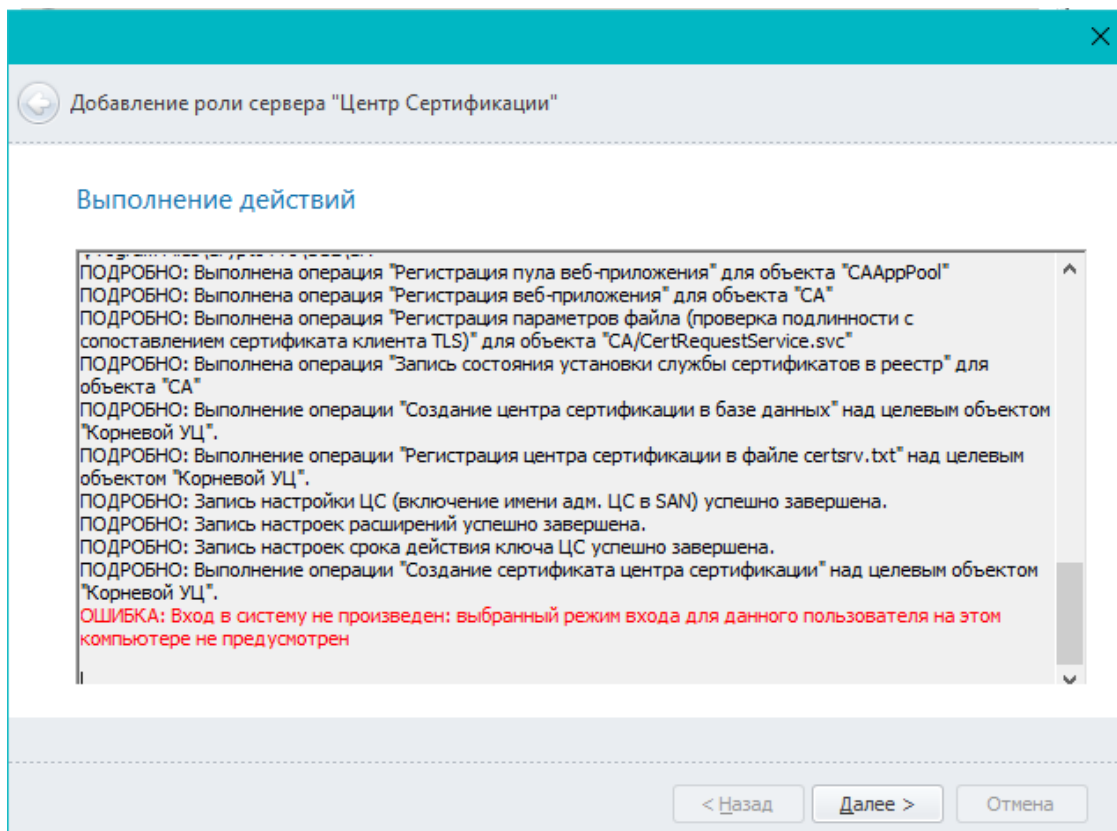 Добавление роли сервера "Центр Сертификации"
Выполнение действий
ПОДРОБНО: Выполнена операция "Регистрация пула веб-приложения" для объекта "CAAppPool"
ПОДРОБНО: Выполнена операция "Регистрация веб-приложения" для объекта "CA"
ПОДРОБНО: Выполнена операция "Регистрация параметров файла (проверка подлинности с
сопоставлением сертификата клиента TLS)" для объекта "CA/CertRequestService.svc"
ПОДРОБНО: Выполнена операция "Запись состояния установки службы сертификатов в реестр" для
объекта "CA"
ПОДРОБНО: Выполнение операции "Создание центра сертификации в базе данных" над целевым объектом
"Корневой УЦ".
ПОДРОБНО: Выполнение операции "Регистрация центра сертификации в файле certsrv.txt" над целевым
объектом "Корневой УЦ".
ПОДРОБНО: Запись настройки ЦС (включение имени адм. ЦС в SAN) успешно завершена.
ПОДРОБНО: Запись настроек расширений успешно завершена.
ПОДРОБНО: Запись настроек срока действия ключа ЦС успешно завершена.
ПОДРОБНО: Выполнение операции "Создание сертификата центра сертификации" над целевым объектом
"Корневой УЦ".
ОШИБКА: Вход в систему не произведен: выбранный режим входа для данного пользователя на этом
компьютере не предусмотрен
< Назад Далее > Отмена